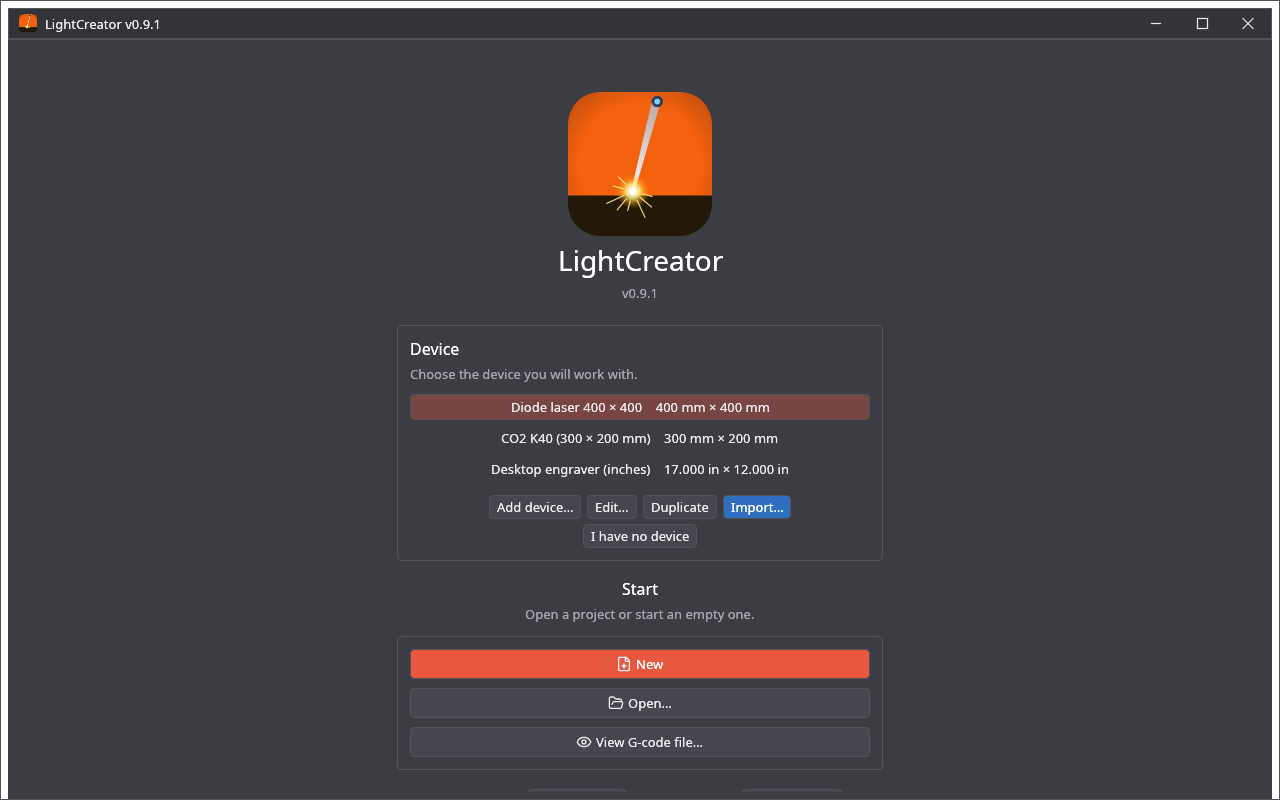 LightCreator v0.9.1
LightCreator
v0.9.1
Device
Choose the device you will work with.
Diode laser 400 × 400 400 mm × 400 mm
CO2 K40 (300 × 200 mm) 300 mm × 200 mm
Desktop engraver (inches) 17.000 in × 12.000 in
Add device... Edit... Duplicate Import...
I have no device
Start
Open a project or start an empty one.
New
Open...
View G-code file...